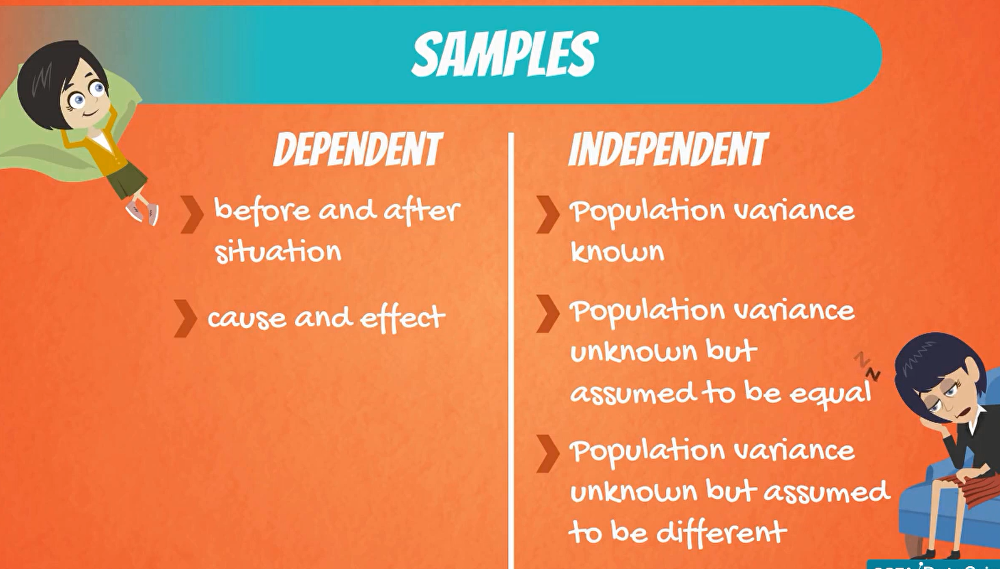 SAMPLES
DEPENDENT
before and after
situation
cause and effect
INDEPENDENT
Population variance
known
Population variance
unknown but
assumed to be equal
Population variance
unknown but assumed
to be different
z
z